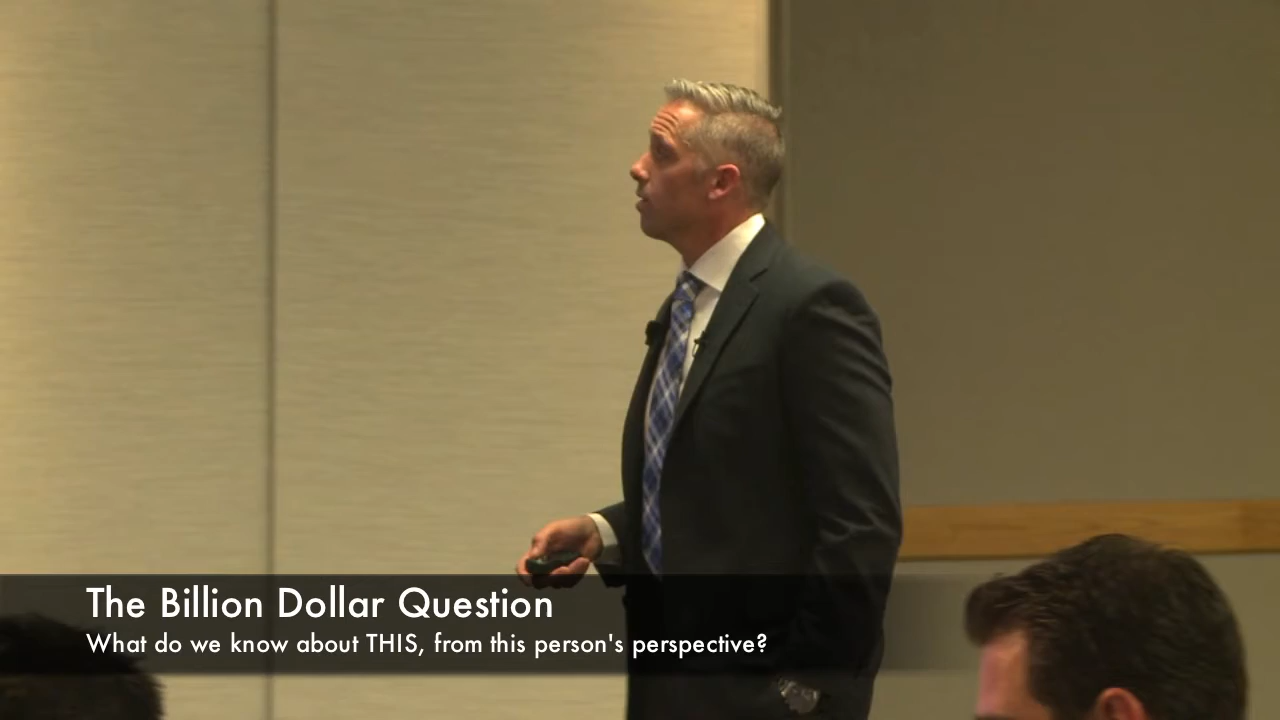 The Billion Dollar Question
What do we know about THIS, from this person's perspective?